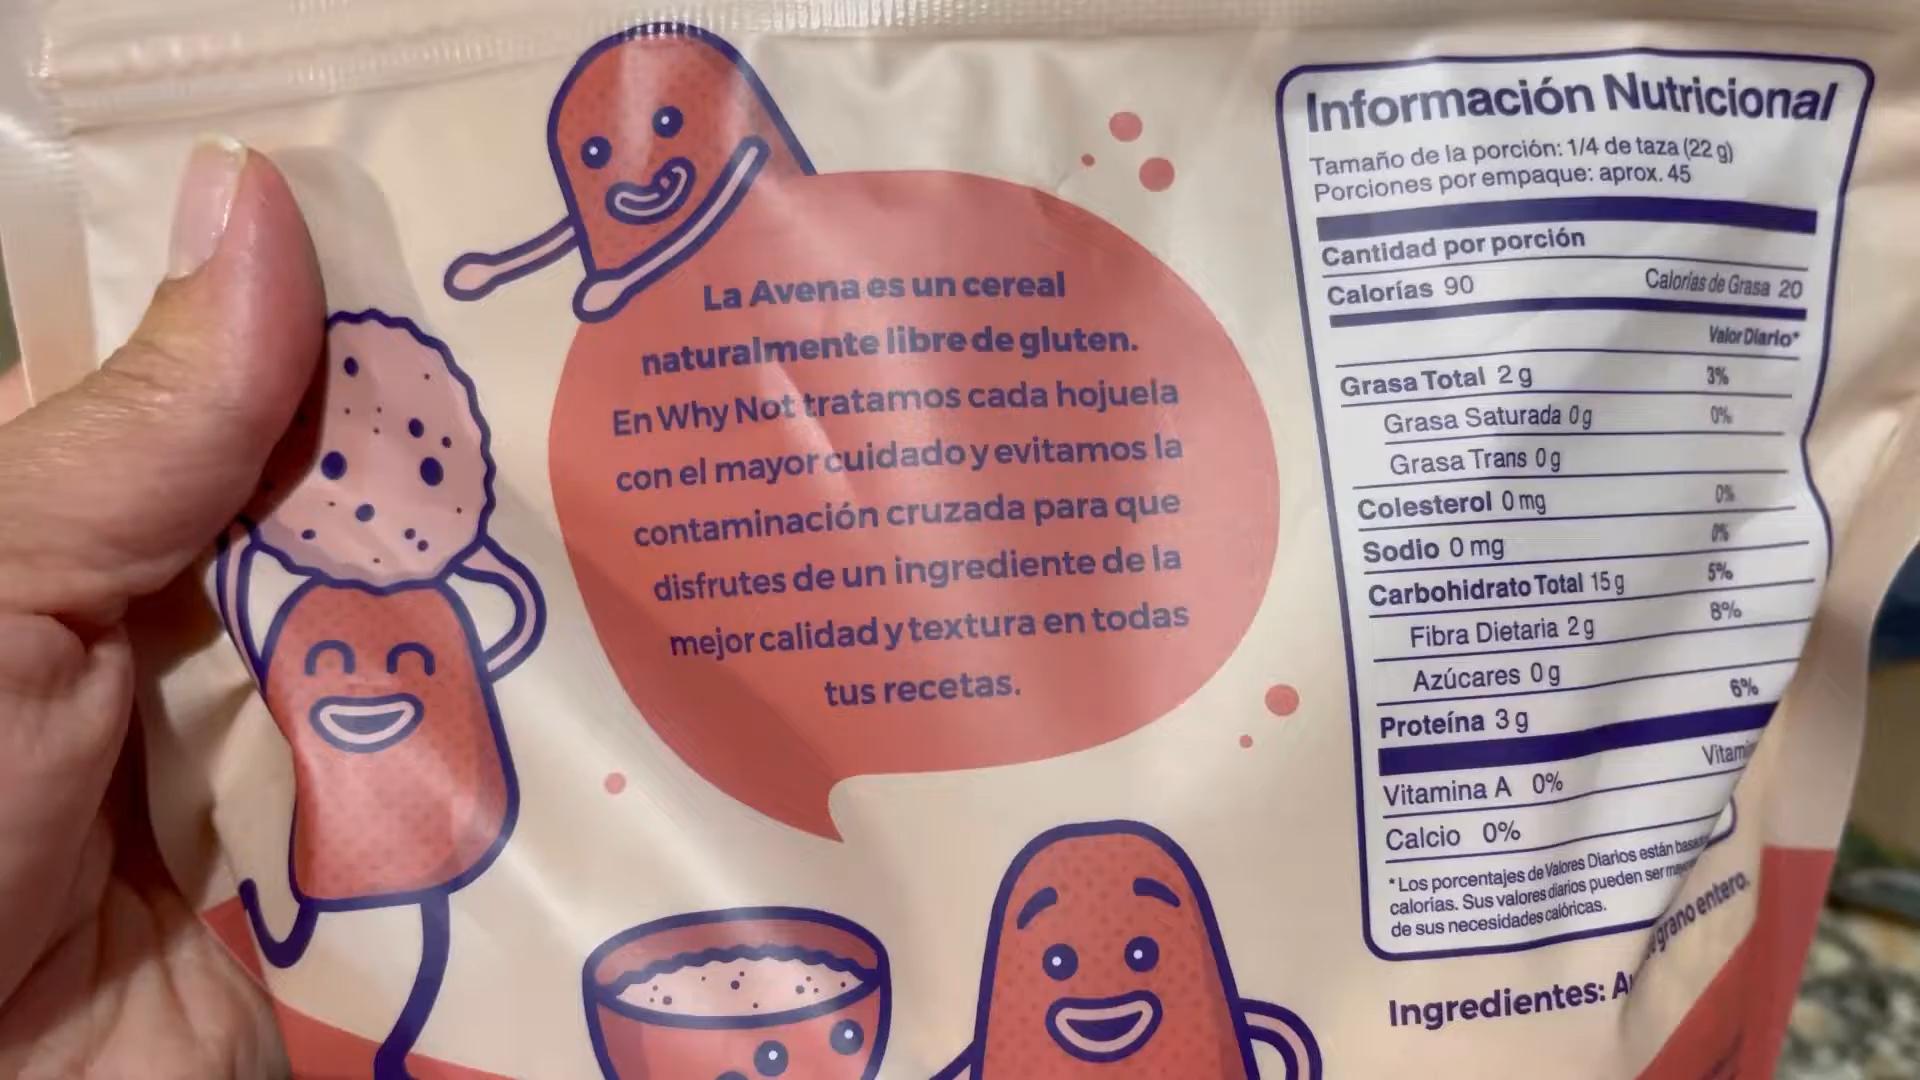 La Avena es un cereal
naturalmente libre de gluten.
En Why Not tratamos cada hojuela
con el mayor cuidado y evitamos la
contaminación cruzada para que
disfrutes de un ingrediente de la
mejor calidad y textura en todas
tus recetas.
Información Nutricional
Tamaño de la porción: 1/4 de taza (22 g)
Porciones por empaque: aprox. 45
Cantidad por porción
Calorías 90 Calorías de Grasa 20
Valor Diario*
Grasa Total 2 g 3%
Grasa Saturada 0 g 0%
Grasa Trans 0 g
Colesterol 0 mg 0%
Sodio 0 mg 0%
Carbohidrato Total 15 g 5%
Fibra Dietaria 2 g 8%
Azúcares 0 g
Proteína 3 g 6%
Vitamina A 0%
Calcio 0%
* Los porcentajes de Valores Diarios están
calorías. Sus valores diarios pueden ser
de sus necesidades calóricas.
Ingredientes: grano entero.